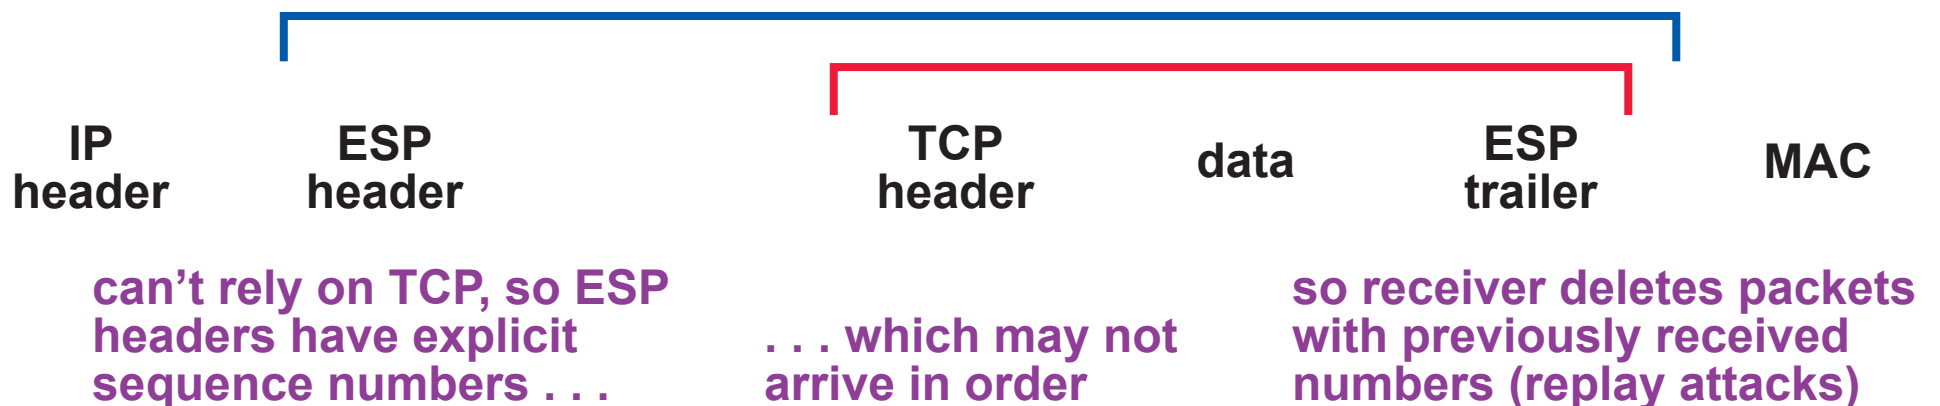 IP
header
ESP
header
TCP
header
data
ESP
trailer
MAC
can’t rely on TCP, so ESP
headers have explicit
sequence numbers . . .
. . . which may not
arrive in order
so receiver deletes packets
with previously received
numbers (replay attacks)